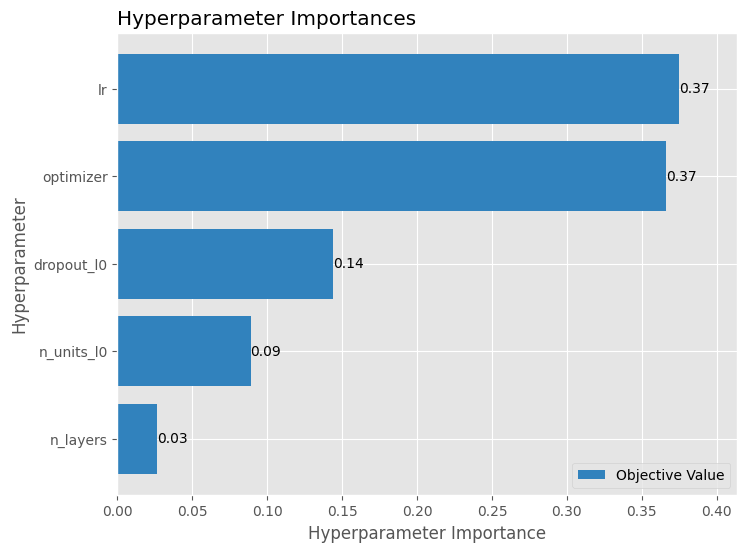 Hyperparameter Importances
Hyperparameter
lr
0.37
optimizer
0.37
dropout_l0
0.14
n_units_l0
0.09
n_layers
0.03
Objective Value
0.00 0.05 0.10 0.15 0.20 0.25 0.30 0.35 0.40
Hyperparameter Importance